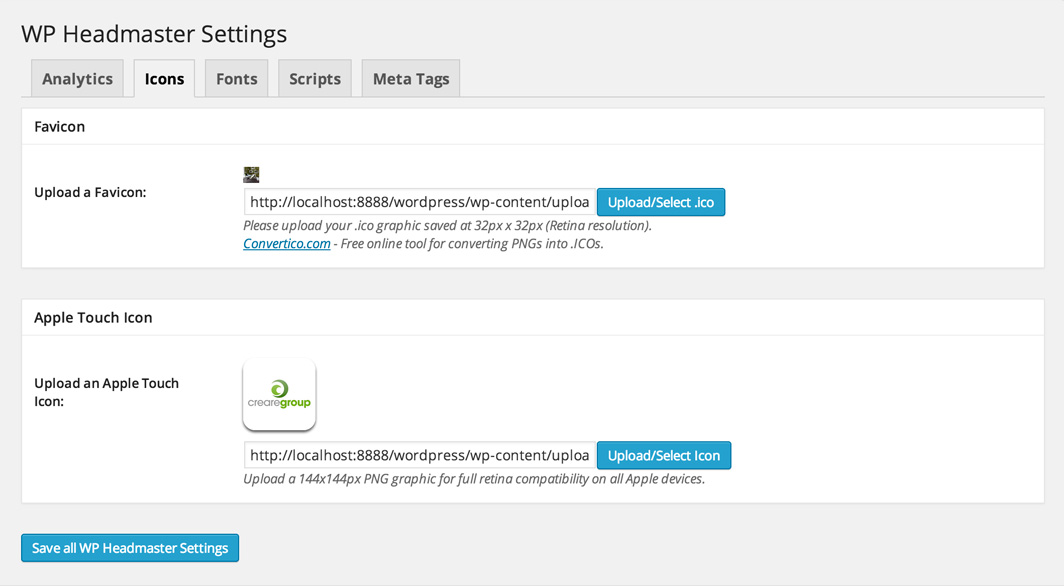 WP Headmaster Settings
Analytics Icons Fonts Scripts Meta Tags
Favicon
Upload a Favicon:
http://localhost:8888/wordpress/wp-content/uploa Upload/Select .ico
Please upload your .ico graphic saved at 32px x 32px (Retina resolution).
Convertico.com - Free online tool for converting PNGs into .ICOs.
Apple Touch Icon
Upload an Apple Touch
Icon:
crearegroup
http://localhost:8888/wordpress/wp-content/uploa Upload/Select Icon
Upload a 144x144px PNG graphic for full retina compatibility on all Apple devices.
Save all WP Headmaster Settings